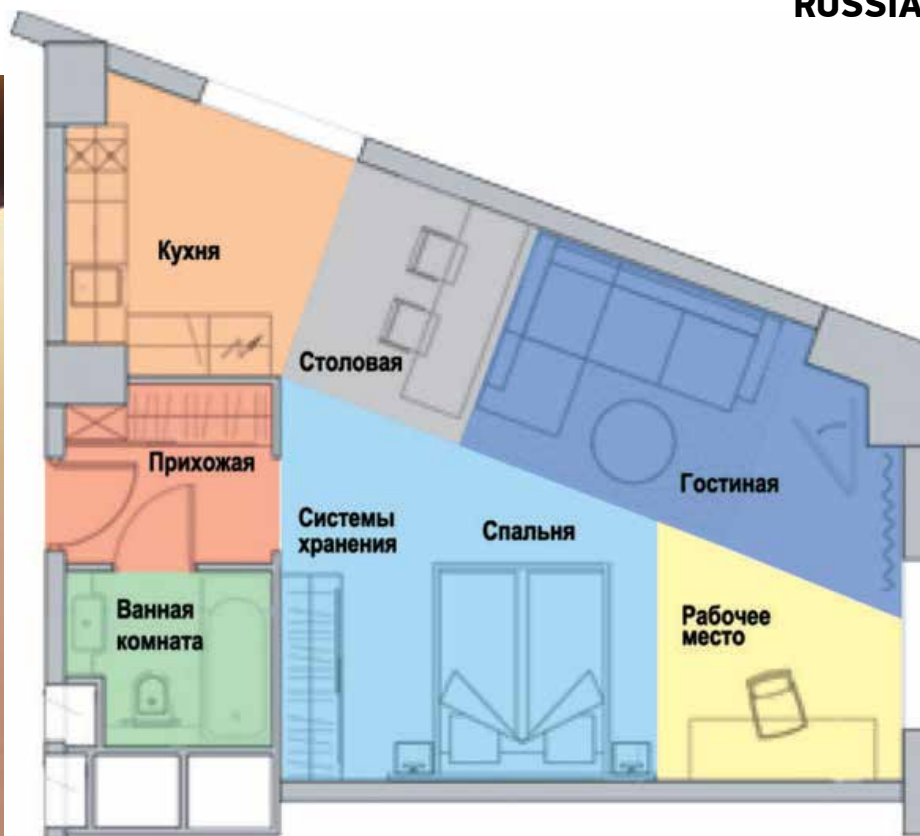 RUSSIA
Кухня
Столовая
Прихожая
Гостиная
Системы
хранения
Спальня
Ванная
комната
Рабочее
место